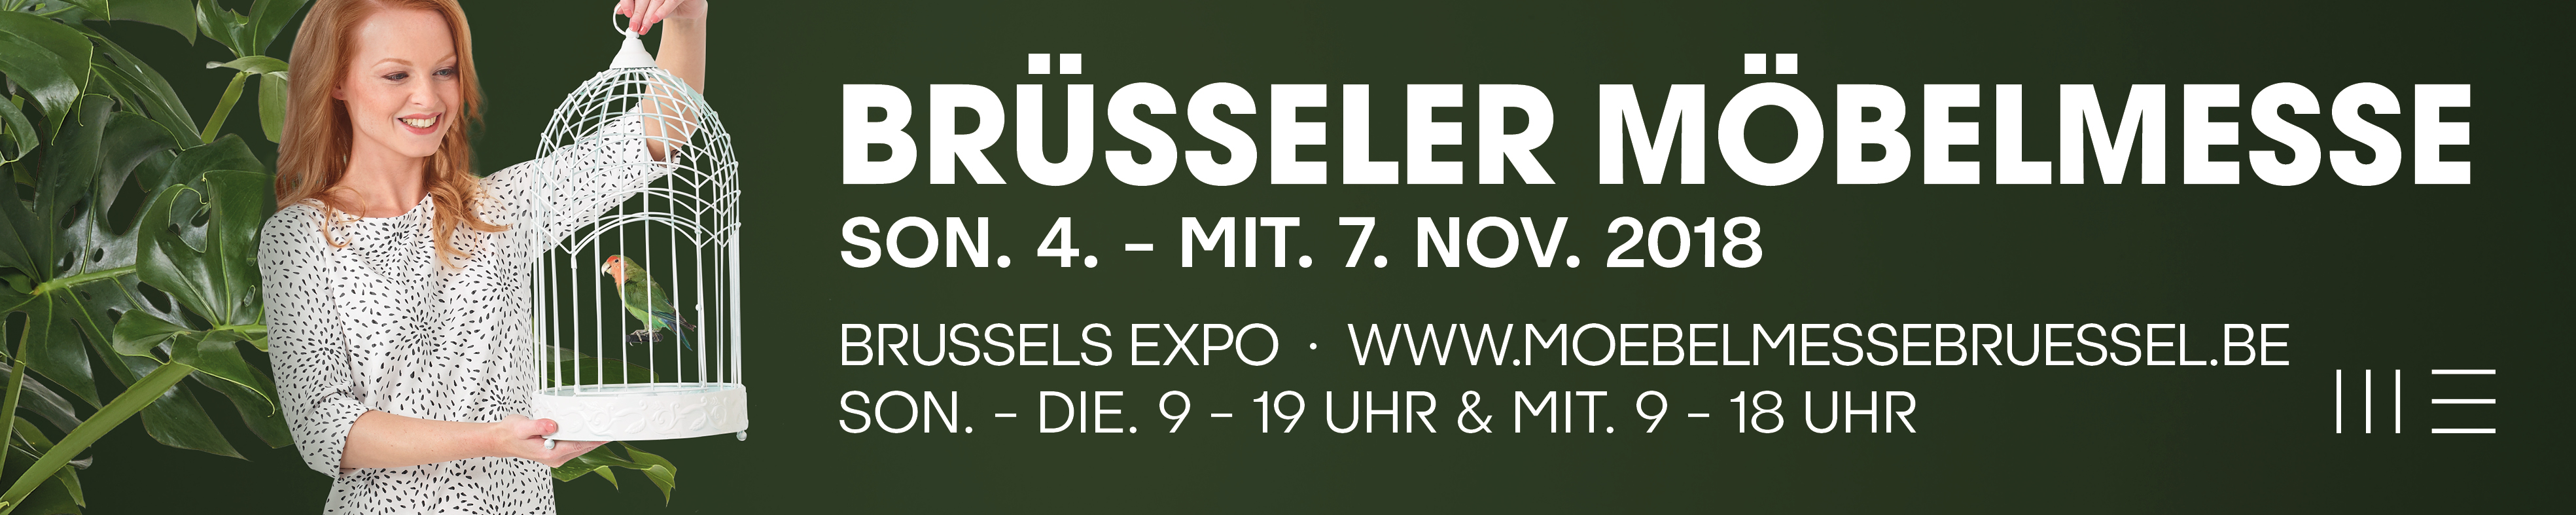 BRÜSSELER MÖBELMESSE
SON. 4. – MIT. 7. NOV. 2018
BRUSSELS EXPO · WWW.MOEBELMESSEBRUESSEL.BE
SON. – DIE. 9 – 19 UHR & MIT. 9 – 18 UHR